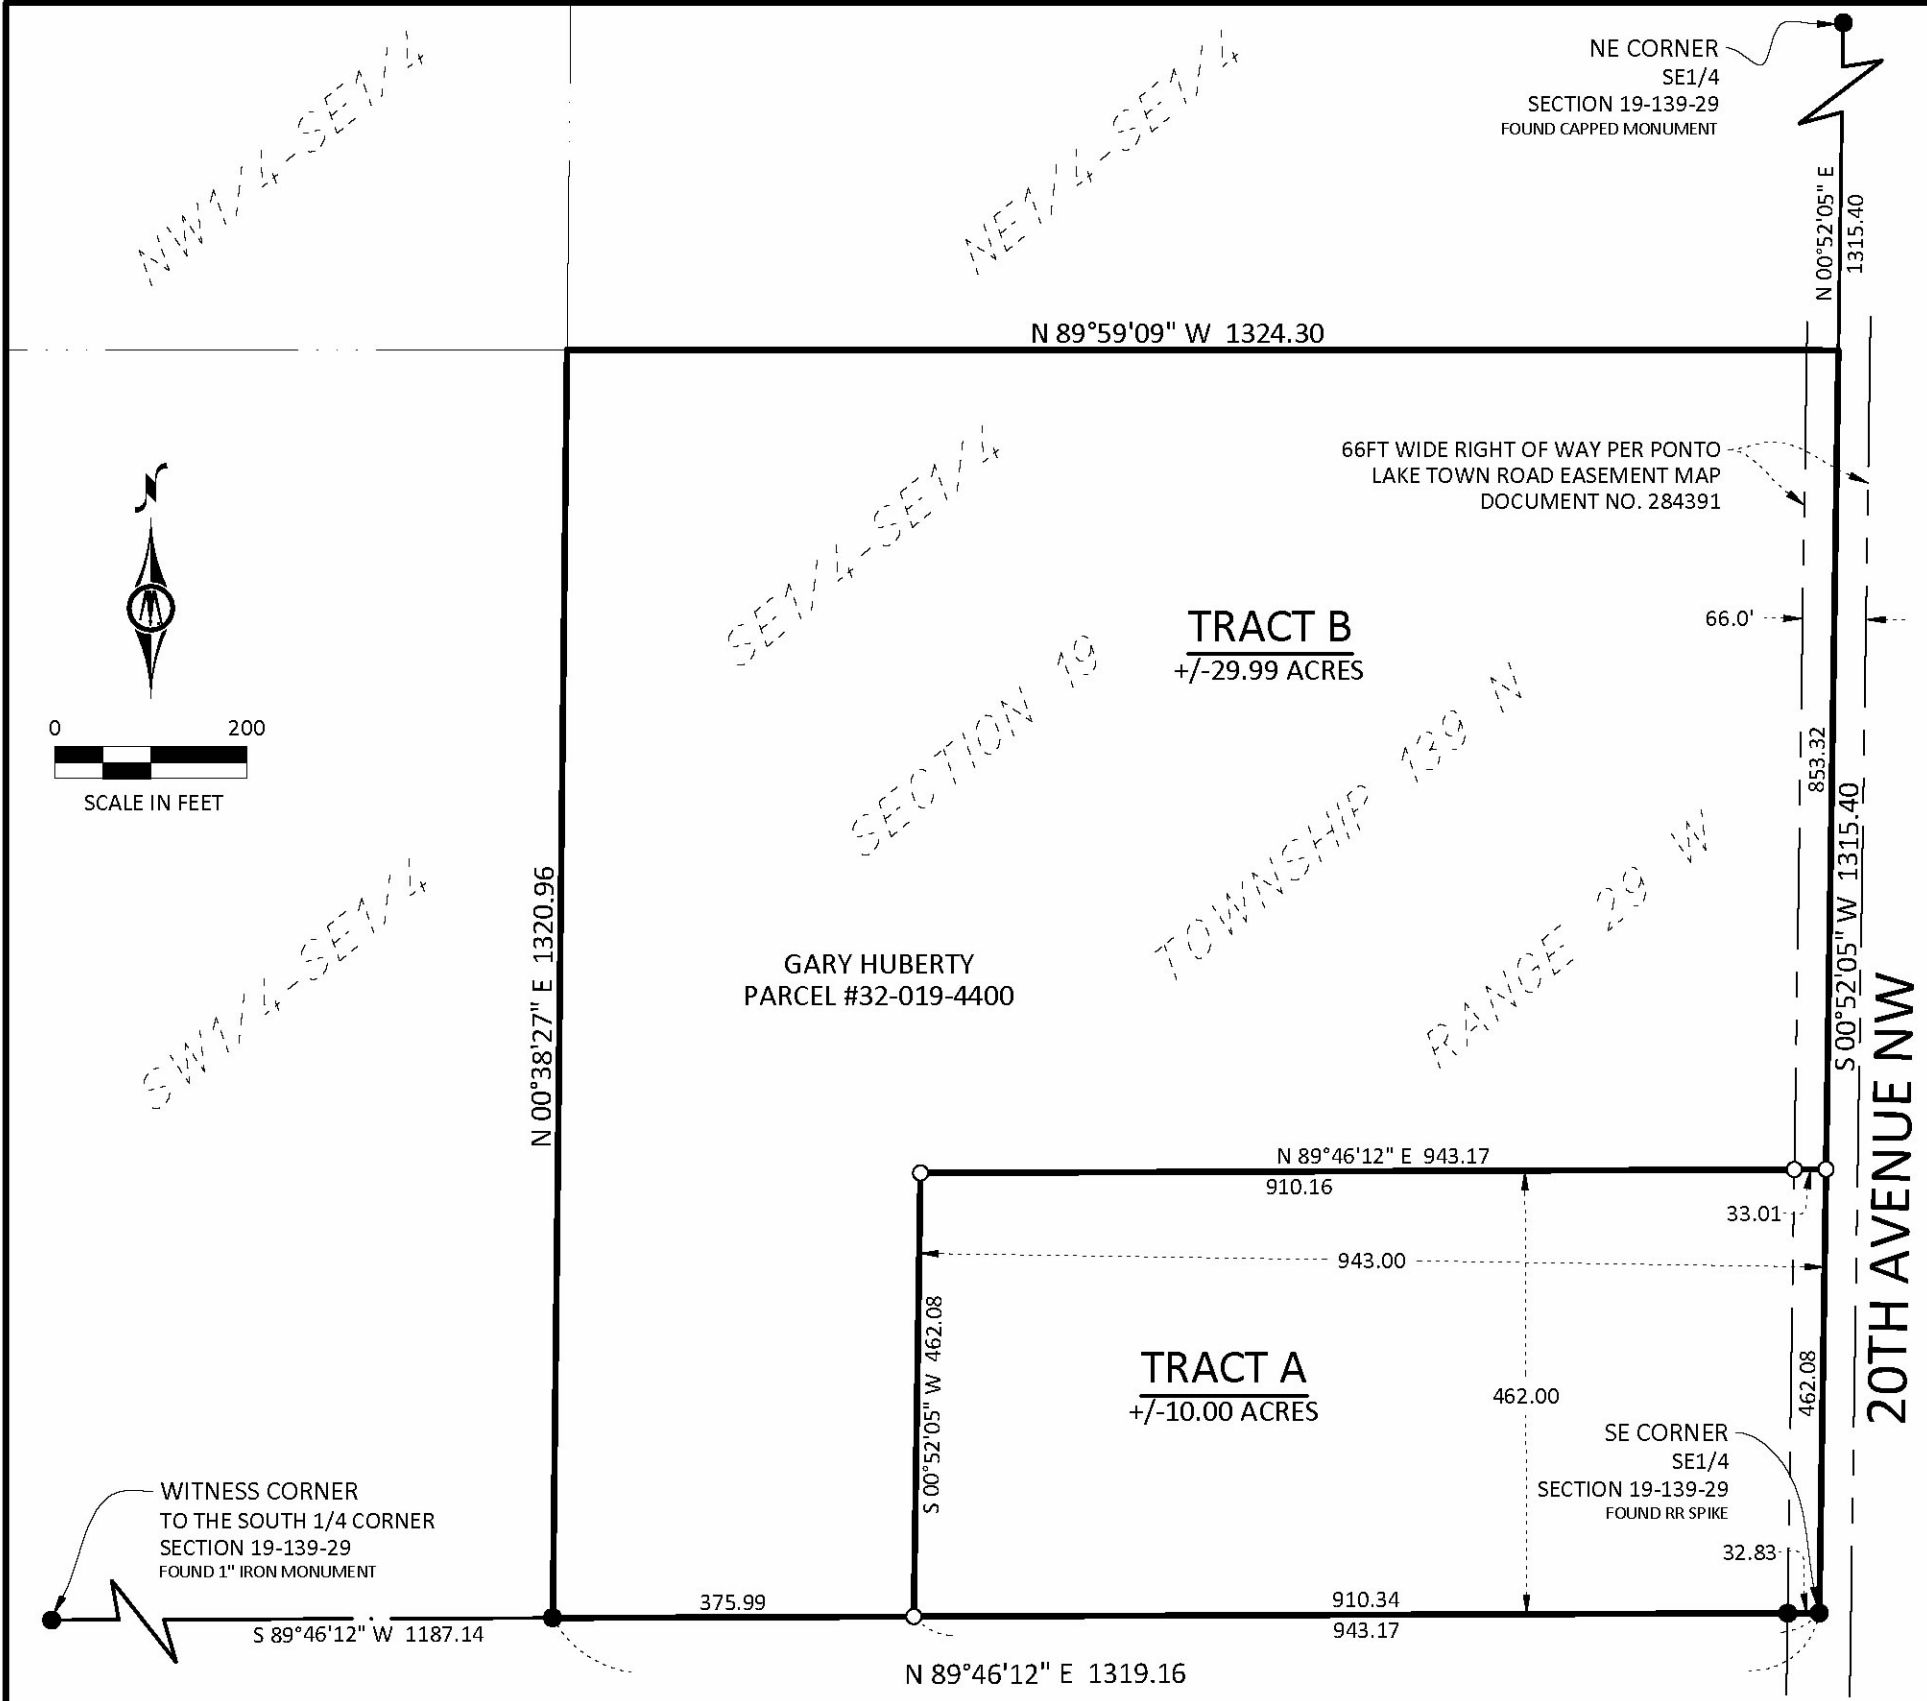 NE CORNER
SE1/4
SECTION 19-139-29
FOUND CAPPED MONUMENT
NW1/4-SE1/4
NE1/4-SE1/4
N 00°52'05" E
1315.40
N 89°59'09" W 1324.30
66FT WIDE RIGHT OF WAY PER PONTO
LAKE TOWN ROAD EASEMENT MAP
DOCUMENT NO. 284391
N
SE1/4-SE1/4
SECTION 19
TOWNSHIP 139 N
RANGE 29 W
TRACT B
+/-29.99 ACRES
66.0'
0 200
SCALE IN FEET
853.32
S 00°52'05" W 1315.40
N 00°38'27" E 1320.96
SW1/4-SE1/4
GARY HUBERTY
PARCEL #32-019-4400
20TH AVENUE NW
N 89°46'12" E 943.17
910.16
33.01
943.00
S 00°52'05" W 462.08
TRACT A
+/-10.00 ACRES
462.00
462.08
SE CORNER
SE1/4
SECTION 19-139-29
FOUND RR SPIKE
32.83
WITNESS CORNER
TO THE SOUTH 1/4 CORNER
SECTION 19-139-29
FOUND 1" IRON MONUMENT
375.99
910.34
943.17
S 89°46'12" W 1187.14
N 89°46'12" E 1319.16